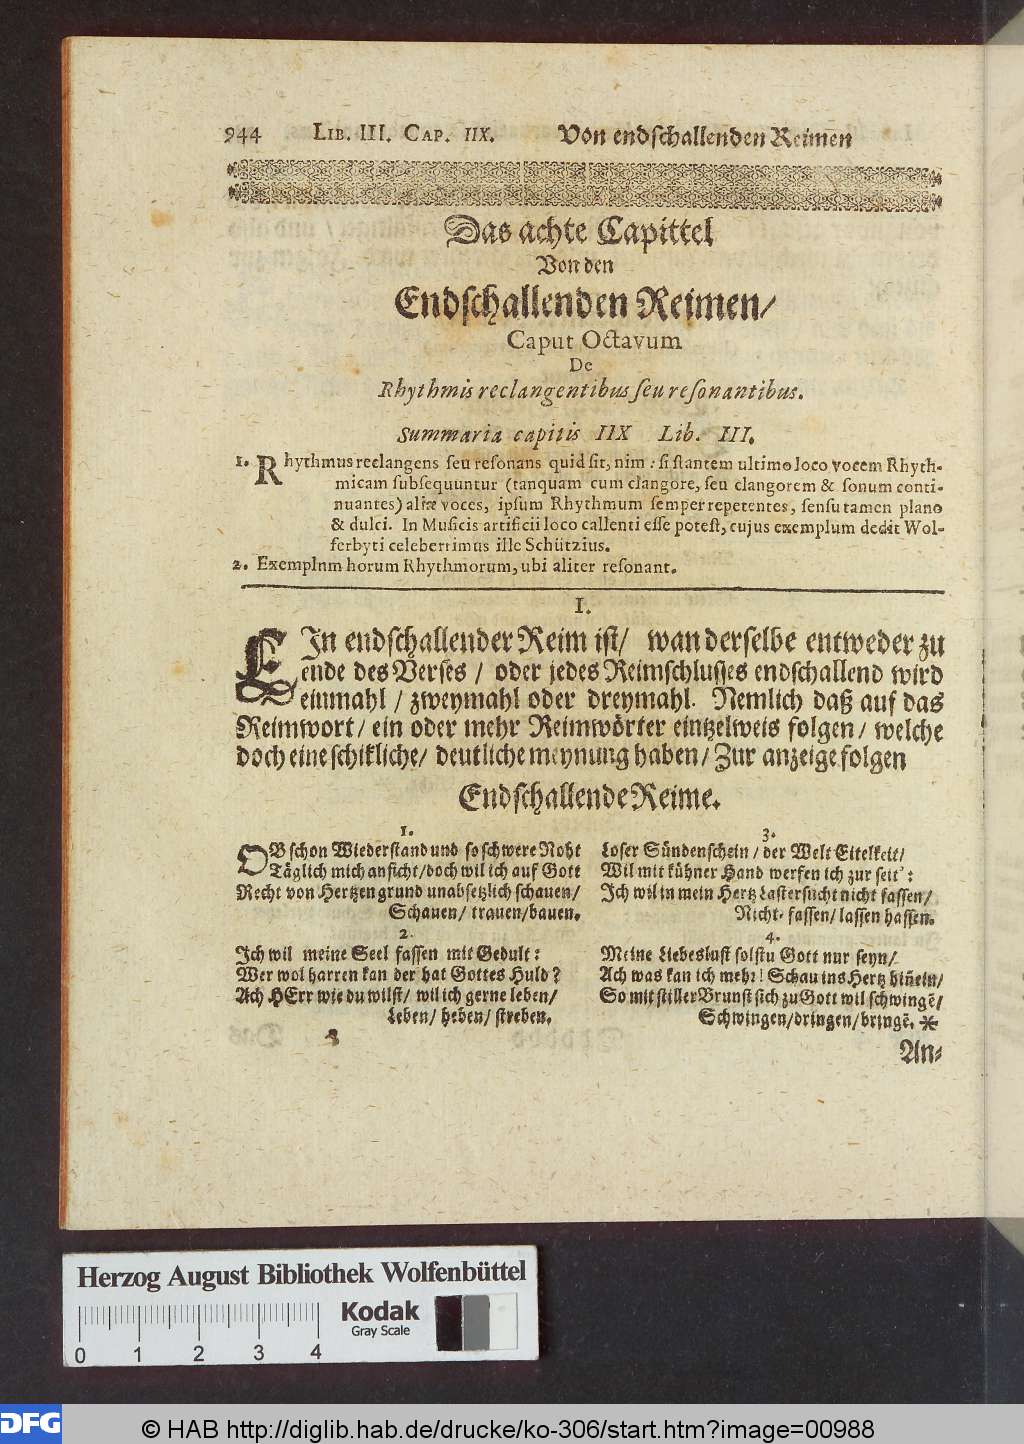 944 LIB. III. CAP. IIX. Von endschallenden Reimen
Das achte Capittel
Von den
Endschallenden Reimen/
Caput Octavum
De
Rhythmis reclangentibus ſeu reſonantibus.
Summaria capitis IIX Lib. III.
1. Rhythmus reclangens ſeu reſonans quid ſit, nim: ſi ſtantem ultimo loco vocem Rhyth-
micam ſubſequuntur (tanquam cum clangore, ſeu clangorem & ſonum conti-
nuantes) aliæ voces, ipſum Rhythmum ſemper repetentes, ſenſu tamen plano
& dulci. In Muſicis artificii loco callenti eſſe poteſt, cujus exemplum dedit Wol-
ferbyti celeberrimus ille Schützius.
2. Exemplnm horum Rhythmorum, ubi aliter reſonant.
I.
EJn endſchallender Reim iſt/ wan derſelbe entweder zu
ende des Verſes / oder jedes Reimſchluſſes endſchallend wird
einmahl / zweymahl oder dreymahl. Nemlich daß auf das
Reimwort / ein oder mehr Reimwörter eintzelweis folgen / welche
doch eine ſchikliche/ deutliche meynung haben / Zur anzeige folgen
Endſchallende Reime.
1.
OB ſchon Wiederſtand und ſo ſchwere Noht
Täglich mich anficht/doch wil ich auf Gott
Recht von Hertzen grund unabſetzlich ſchauen/
Schauen/ trauen/bauen.
2.
Jch wil meine Seel faſſen mit Gedult:
Wer wol harren kan der hat Gottes Huld?
Ach HErr wie du wilſt/ wil ich gerne leben/
Leben/ heben/ ſtreben.
3.
Loſer Sündenſchein / der Welt Eitelkeit/
Wil mit kühner Hand werfen ich zur ſeit':
Jch wil in mein Hertz Laſterſucht nicht faſſen/
Nicht faſſen/ laſſen haſſen.
4.
Meine Liebesluſt ſolſtu Gott nur ſeyn/
Ach was kan ich mehr! Schau ins Hertz hiñein/
So mit ſtiller Brunſt ſich zu Gott wil ſchwingē/
Schwingen/dringen/bringē. *
An-
Herzog August Bibliothek Wolfenbüttel
Kodak
Gray Scale
0 1 2 3 4
DFG © HAB http://diglib.hab.de/drucke/ko-306/start.htm?image=00988